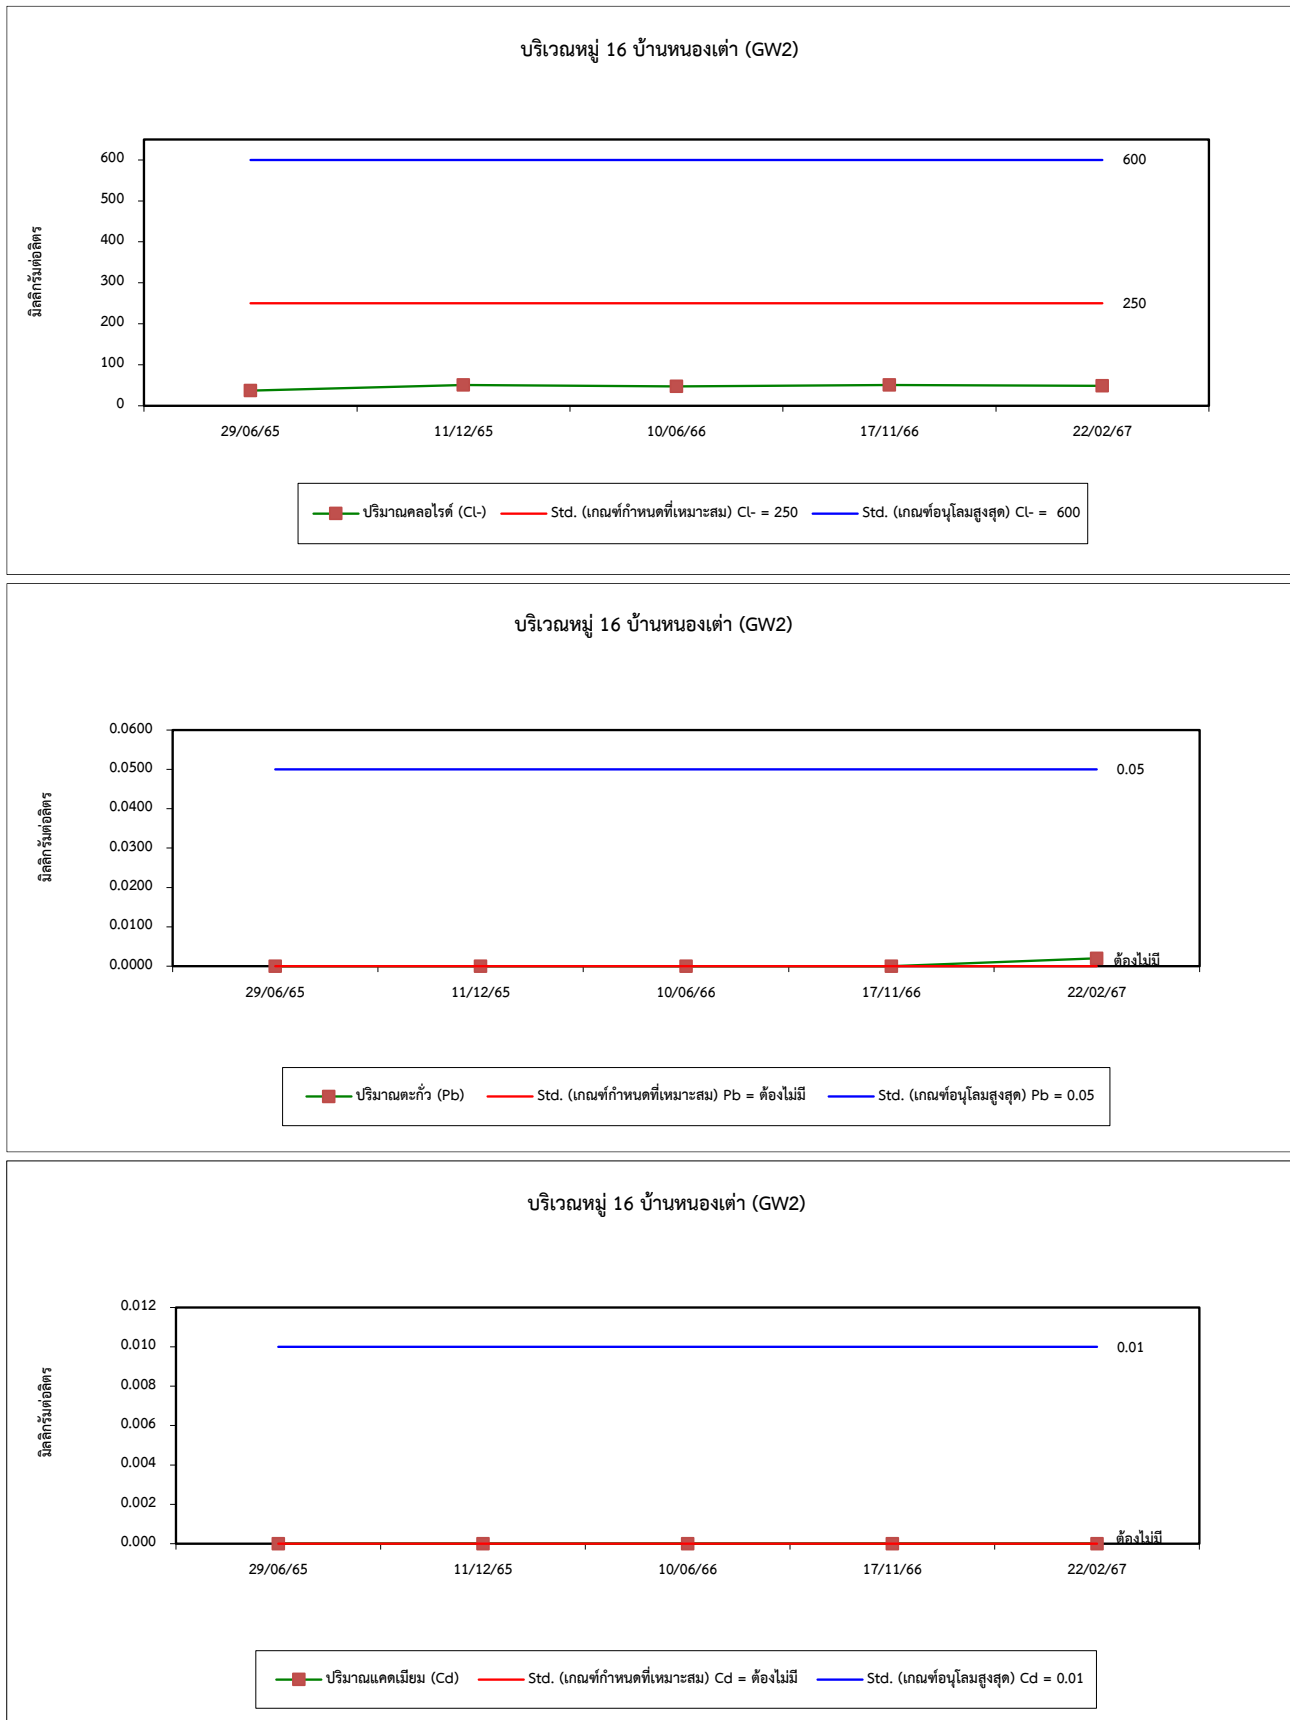 บริเวณหมู่ 16 บ้านหนองเต่า (GW2)
มิลลิกรัมต่อลิตร
600
500
400
300
200
100
0
600
250
29/06/65 11/12/65 10/06/66 17/11/66 22/02/67
ปริมาณคลอไรด์ (Cl-) Std. (เกณฑ์กำหนดที่เหมาะสม) Cl- = 250 Std. (เกณฑ์อนุโลมสูงสุด) Cl- = 600
บริเวณหมู่ 16 บ้านหนองเต่า (GW2)
มิลลิกรัมต่อลิตร
0.0600
0.0500
0.0400
0.0300
0.0200
0.0100
0.0000
0.05
ต้องไม่มี
29/06/65 11/12/65 10/06/66 17/11/66 22/02/67
ปริมาณตะกั่ว (Pb) Std. (เกณฑ์กำหนดที่เหมาะสม) Pb = ต้องไม่มี Std. (เกณฑ์อนุโลมสูงสุด) Pb = 0.05
บริเวณหมู่ 16 บ้านหนองเต่า (GW2)
มิลลิกรัมต่อลิตร
0.012
0.010
0.008
0.006
0.004
0.002
0.000
0.01
ต้องไม่มี
29/06/65 11/12/65 10/06/66 17/11/66 22/02/67
ปริมาณแคดเมียม (Cd) Std. (เกณฑ์กำหนดที่เหมาะสม) Cd = ต้องไม่มี Std. (เกณฑ์อนุโลมสูงสุด) Cd = 0.01